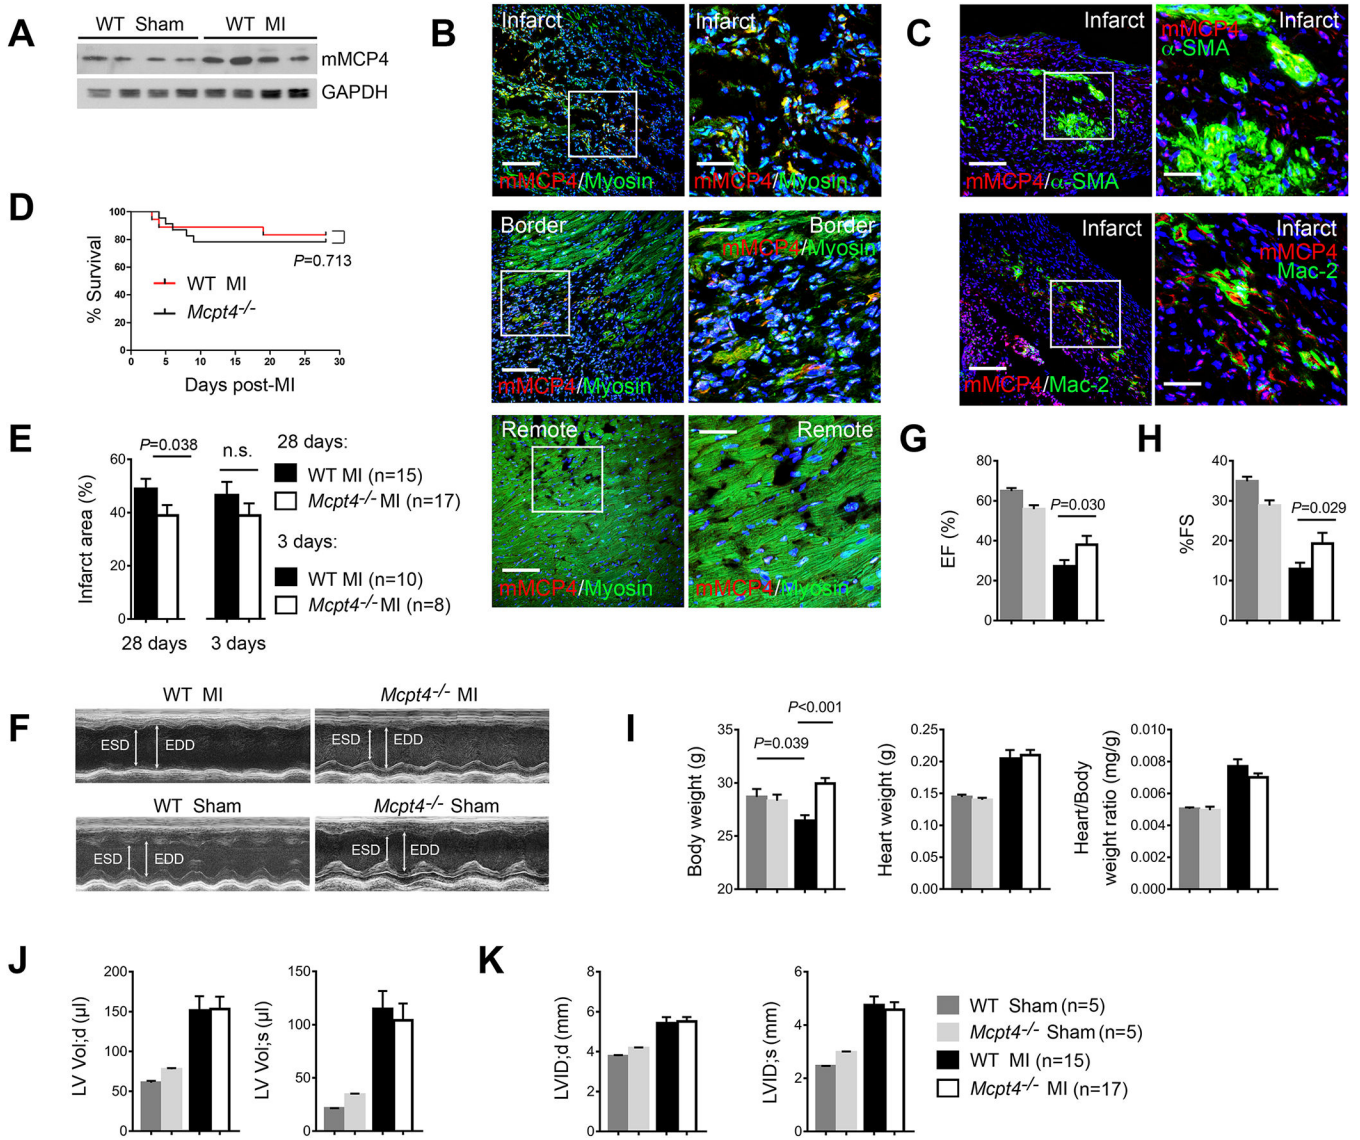 A
WT Sham WT MI
mMCP4
GAPDH
B
Infarct
mMCP4/Myosin
Infarct
mMCP4/Myosin
Border
mMCP4/Myosin
Border
mMCP4/Myosin
Remote
mMCP4/Myosin
Remote
mMCP4/Myosin
C
Infarct
mMCP4/α-SMA
Infarct
mMCP4
α-SMA
Infarct
mMCP4/Mac-2
Infarct
mMCP4
Mac-2
D
100
80
60
40
20
0
% Survival
P=0.713
WT MI
Mcpt4-/-
0 5 10 15 20 25 30
Days post-MI
E
Infarct area (%)
60
40
20
0
P=0.038
n.s.
28 days
3 days
28 days:
WT MI (n=15)
Mcpt4-/- MI (n=17)
3 days:
WT MI (n=10)
Mcpt4-/- MI (n=8)
F
WT MI
ESD EDD
Mcpt4-/- MI
ESD EDD
WT Sham
ESD EDD
Mcpt4-/- Sham
ESD EDD
G
EF (%)
80
60
40
20
0
P=0.030
H
%FS
40
30
20
10
0
P=0.029
I
Body weight (g)
35
30
25
20
P<0.001
P=0.039
Heart weight (g)
0.25
0.20
0.15
0.10
0.05
0.00
Heart/Body
weight ratio (mg/g)
0.010
0.008
0.006
0.004
0.002
0.000
J
LV Vol;d (µl)
200
150
100
50
0
LV Vol;s (µl)
150
100
50
0
K
LVID;d (mm)
8
6
4
2
0
LVID;s (mm)
6
4
2
0
WT Sham (n=5)
Mcpt4-/- Sham (n=5)
WT MI (n=15)
Mcpt4-/- MI (n=17)